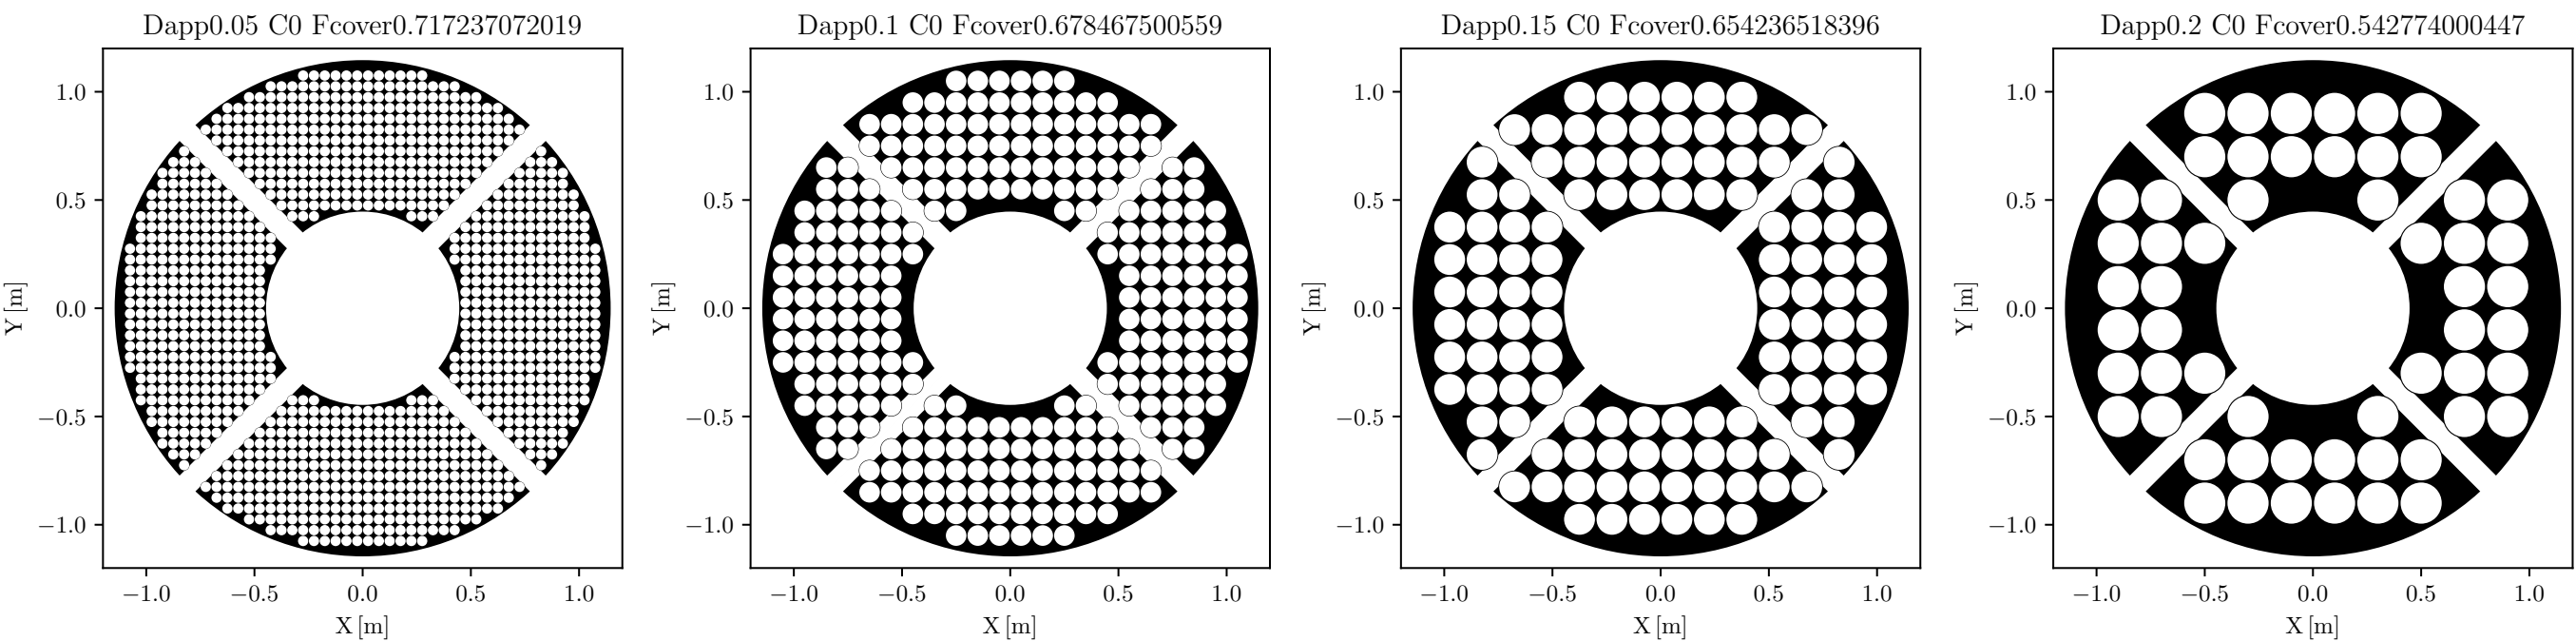 Dapp0.05 C0 Fcover0.717237072019
Y [m]
1.0
0.5
0.0
−0.5
−1.0
−1.0 −0.5 0.0 0.5 1.0
X [m]
Dapp0.1 C0 Fcover0.678467500559
Y [m]
1.0
0.5
0.0
−0.5
−1.0
−1.0 −0.5 0.0 0.5 1.0
X [m]
Dapp0.15 C0 Fcover0.654236518396
Y [m]
1.0
0.5
0.0
−0.5
−1.0
−1.0 −0.5 0.0 0.5 1.0
X [m]
Dapp0.2 C0 Fcover0.542774000447
Y [m]
1.0
0.5
0.0
−0.5
−1.0
−1.0 −0.5 0.0 0.5 1.0
X [m]